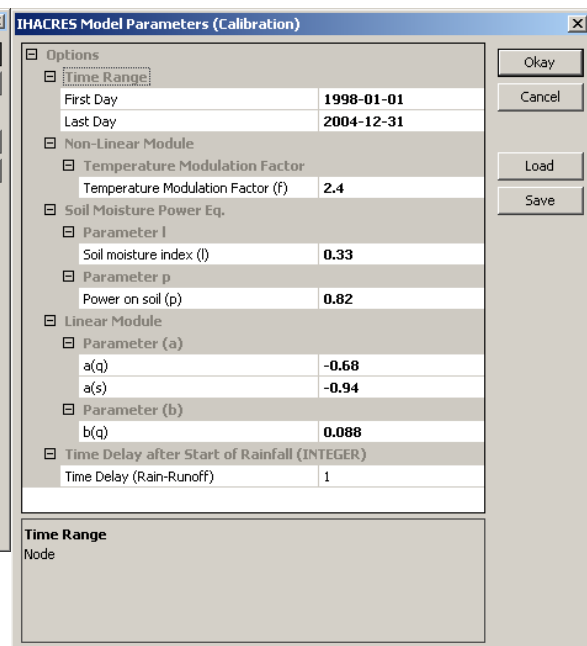 IHACRES Model Parameters (Calibration)
Options
Time Range
First Day 1998-01-01
Last Day 2004-12-31
Non-Linear Module
Temperature Modulation Factor
Temperature Modulation Factor (f) 2.4
Soil Moisture Power Eq.
Parameter l
Soil moisture index (l) 0.33
Parameter p
Power on soil (p) 0.82
Linear Module
Parameter (a)
a(q) -0.68
a(s) -0.94
Parameter (b)
b(q) 0.088
Time Delay after Start of Rainfall (INTEGER)
Time Delay (Rain-Runoff) 1
Okay
Cancel
Load
Save
Time Range
Node